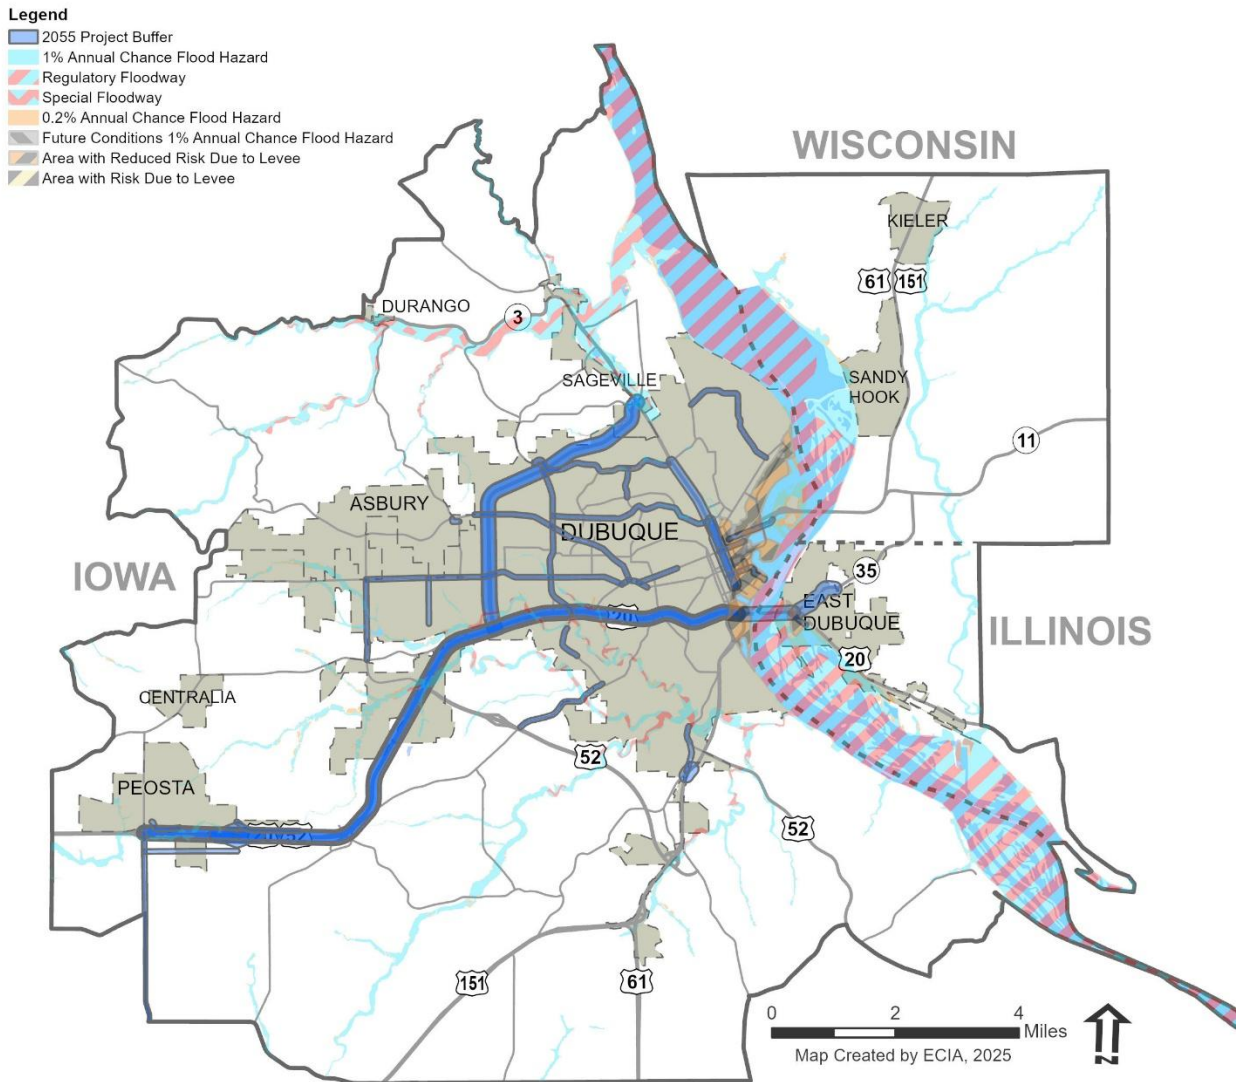 Legend
2055 Project Buffer
1% Annual Chance Flood Hazard
Regulatory Floodway
Special Floodway
0.2% Annual Chance Flood Hazard
Future Conditions 1% Annual Chance Flood Hazard
Area with Reduced Risk Due to Levee
Area with Risk Due to Levee
WISCONSIN
KIELER
61 151
DURANGO
3
SAGEVILLE
SANDY
HOOK
11
ASBURY
DUBUQUE
IOWA
35
EAST
DUBUQUE
20
ILLINOIS
20
CENTRALIA
52
PEOSTA
20/52
52
151
61
0 2 4
Miles
Map Created by ECIA, 2025
N